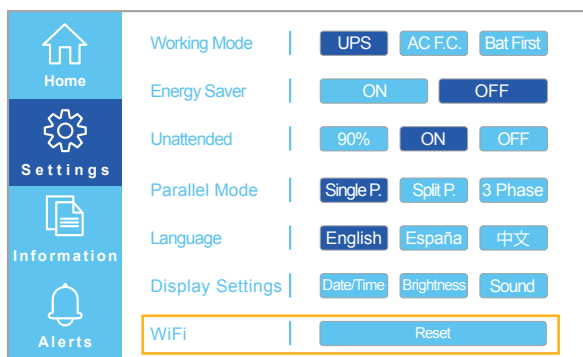 Home
Settings
Information
Alerts
Working Mode UPS AC F.C. Bat First
Energy Saver ON OFF
Unattended 90% ON OFF
Parallel Mode Single P. Split P. 3 Phase
Language English España 中文
Display Settings Date/Time Brightness Sound
WiFi Reset